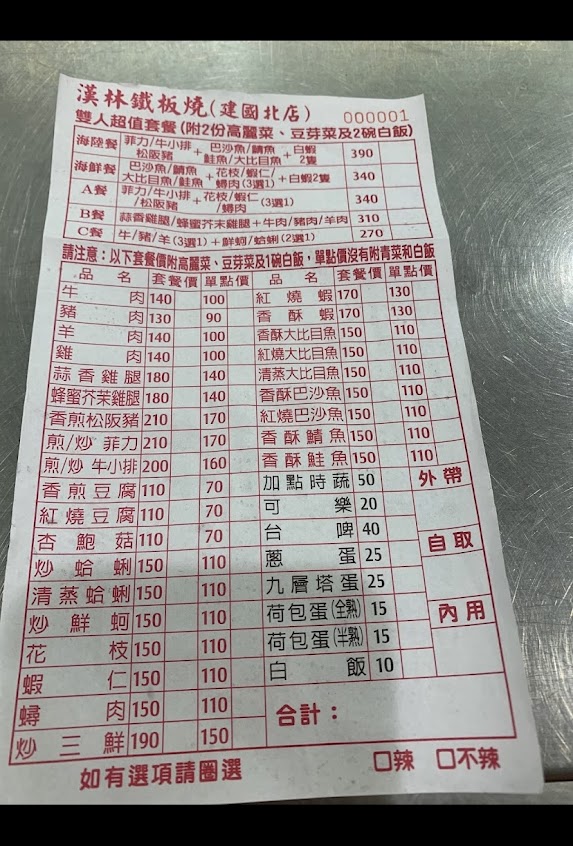 漢林鐵板燒(建國北店) 000001
雙人超值套餐(附2份高麗菜、豆芽菜及2碗白飯)
海陸餐 菲力/牛小排/松阪豬 + 巴沙魚/鯖魚/鮭魚/大比目魚 + 白蝦2隻 390
海鮮餐 巴沙魚/鯖魚/鮭魚/大比目魚 + 花枝/蝦仁/蟳肉(3選1) + 白蝦2隻 340
A餐 菲力/牛小排/松阪豬 + 花枝/蝦仁/蟳肉(3選1) 340
B餐 蒜香雞腿/蜂蜜芥末雞腿+牛肉/豬肉/羊肉 310
C餐 牛/豬/羊(3選1)+鮮蚵/蛤蜊(2選1) 270
請注意:以下套餐價附高麗菜、豆芽菜及1碗白飯,單點價沒有附青菜和白飯
品名 套餐價 單點價 品名 套餐價 單點價
牛肉 140 100 紅燒蝦 170 130
豬肉 130 90 香酥蝦 170 130
羊肉 140 100 香酥大比目魚 150 110
雞肉 140 100 紅燒大比目魚 150 110
蒜香雞腿 180 140 清蒸大比目魚 150 110
蜂蜜芥茉雞腿 180 140 香酥巴沙魚 150 110
香煎松阪豬 210 170 紅燒巴沙魚 150 110
煎/炒 菲力 210 170 香酥鯖魚 150 110
煎/炒 牛小排 200 160 香酥鮭魚 150 110
香煎豆腐 110 70 加點時蔬 50 外帶
紅燒豆腐 110 70 可樂 20
杏鮑菇 110 70 台啤 40 自取
炒蛤蜊 150 110 蔥蛋 25
清蒸蛤蜊 150 110 九層塔蛋 25
炒鮮蚵 150 110 荷包蛋(全熟) 15 內用
花枝 150 110 荷包蛋(半熟) 15
蝦仁 150 110 白飯 10
蟳肉 150 110 合計:
炒三鮮 190 150
如有選項請圈選 □辣 □不辣